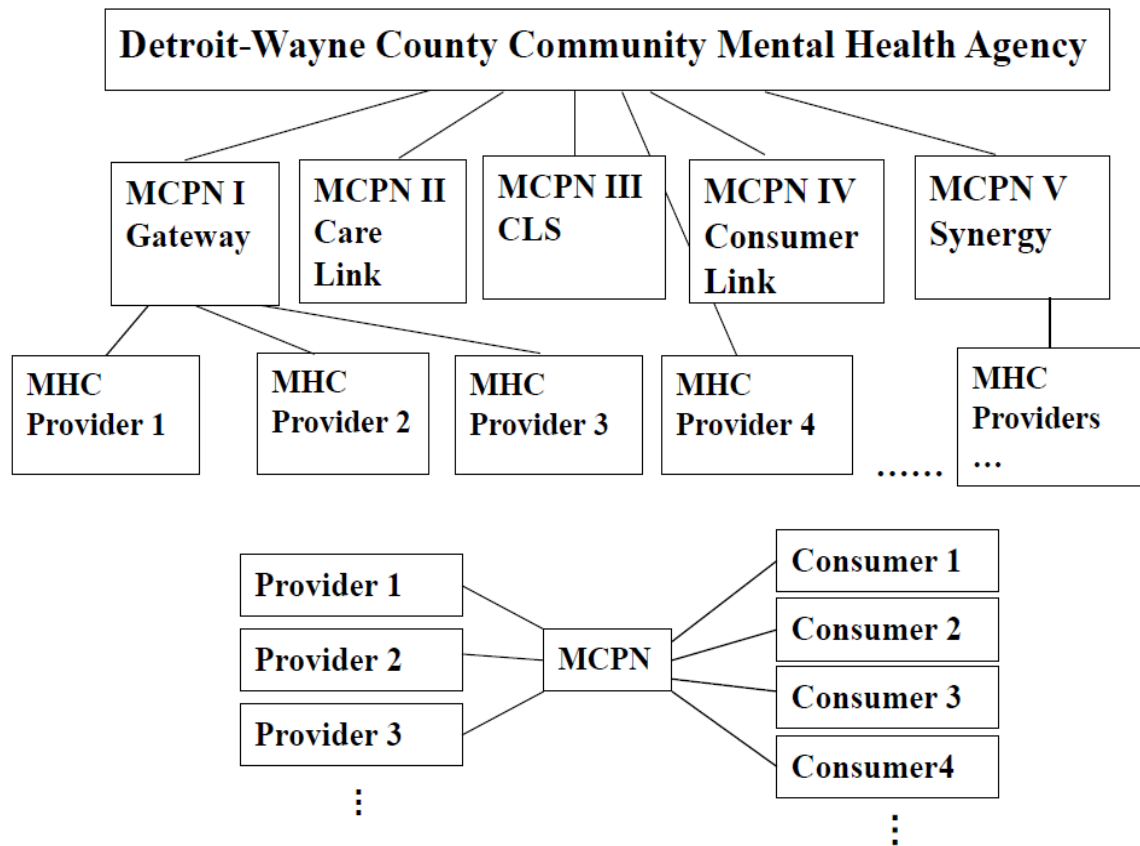 Detroit-Wayne County Community Mental Health Agency
MCPN I
Gateway
MCPN II
Care
Link
MCPN III
CLS
MCPN IV
Consumer
Link
MCPN V
Synergy
MHC
Provider 1
MHC
Provider 2
MHC
Provider 3
MHC
Provider 4
......
MHC
Providers
...
Provider 1
Provider 2
Provider 3
⋮
MCPN
Consumer 1
Consumer 2
Consumer 3
Consumer4
⋮